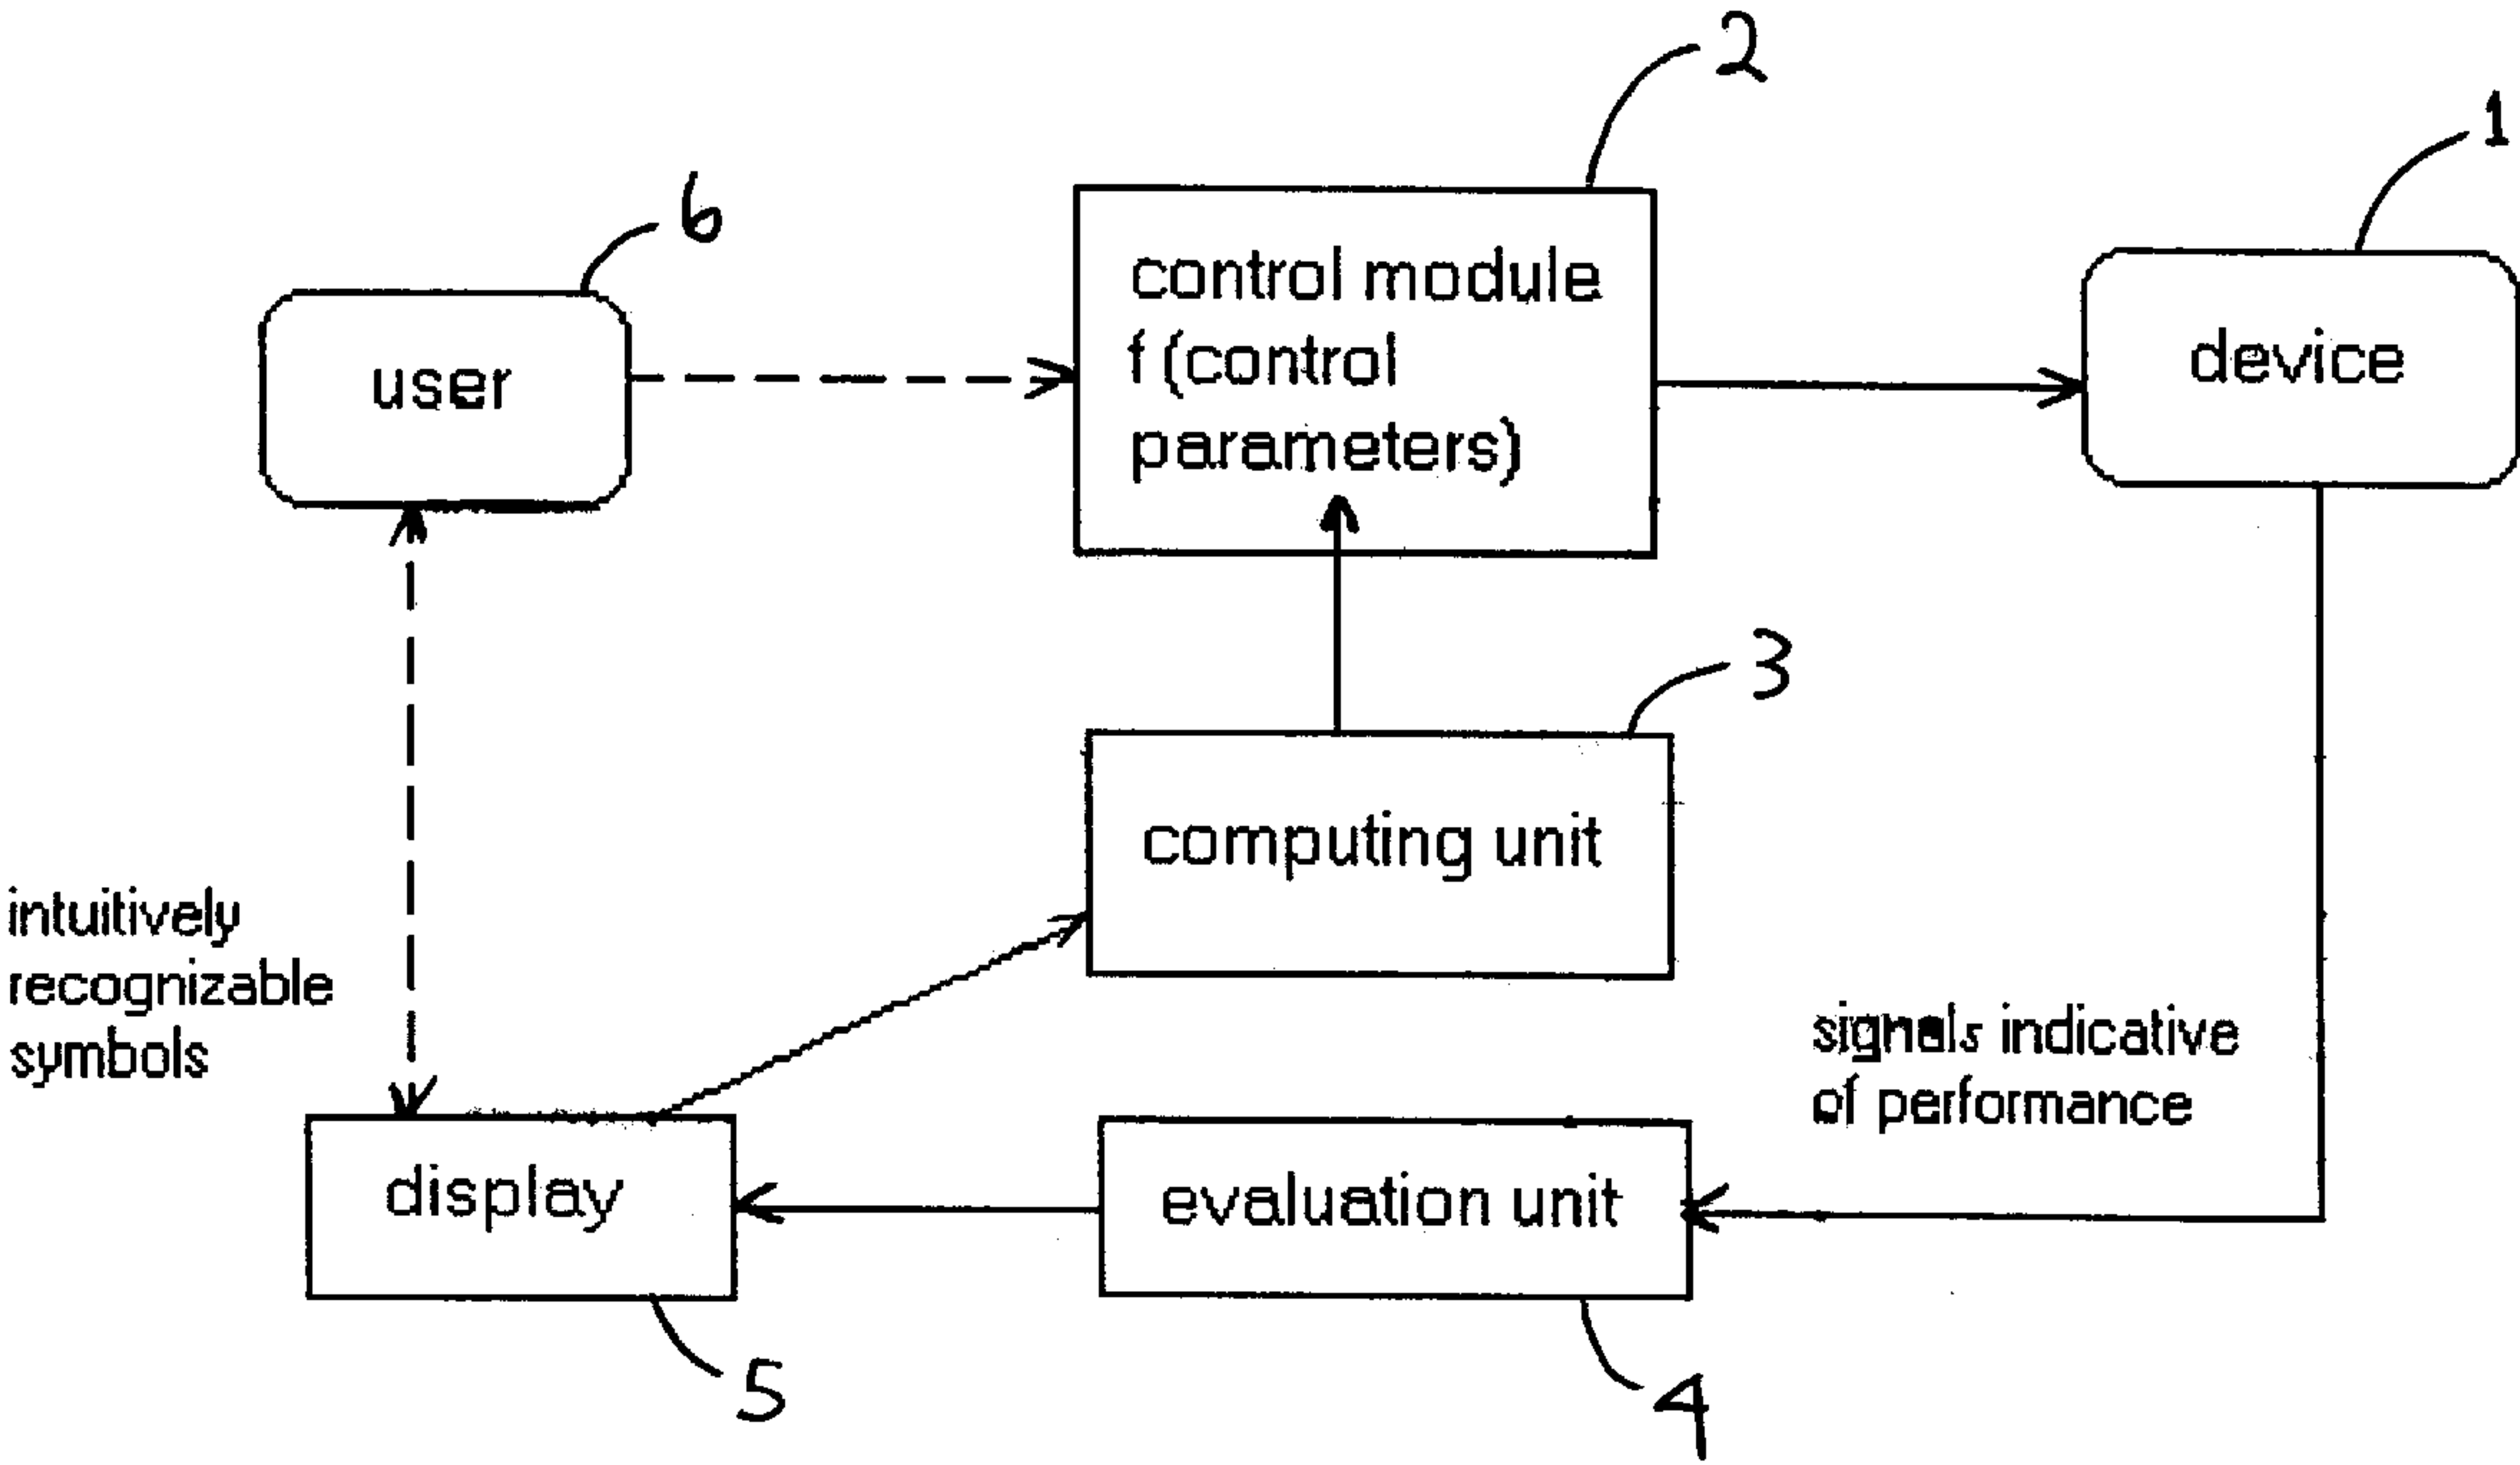 2
1
6
user
control module
f (control
parameters)
device
3
computing unit
intuitively
recognizable
symbols
signals indicative
of performance
display
evaluation unit
5
4